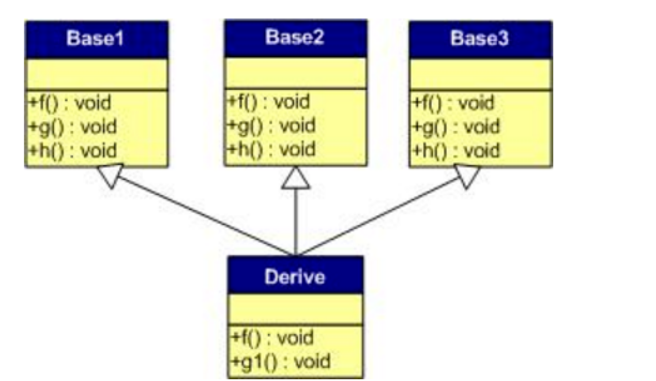 Base1
+f() : void
+g() : void
+h() : void
Base2
+f() : void
+g() : void
+h() : void
Base3
+f() : void
+g() : void
+h() : void
Derive
+f() : void
+g1() : void